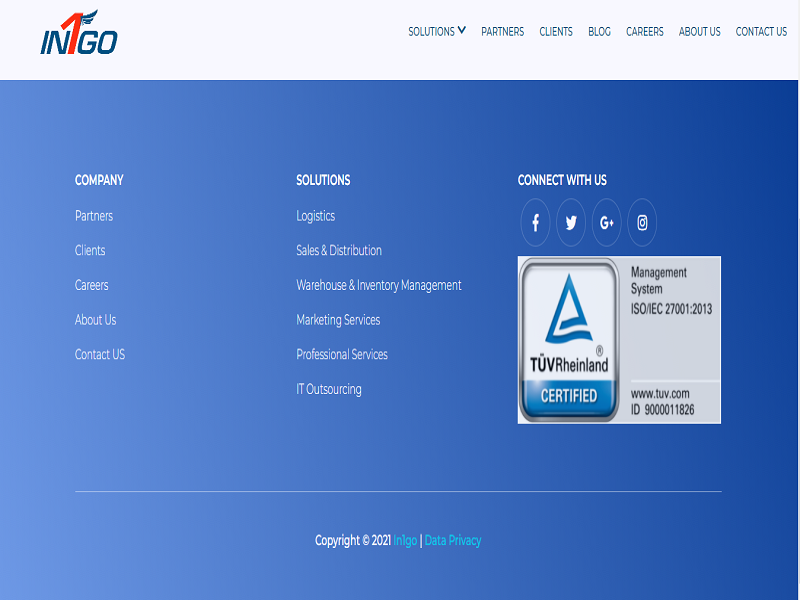 IN1GO
SOLUTIONS PARTNERS CLIENTS BLOG CAREERS ABOUT US CONTACT US
COMPANY
Partners
Clients
Careers
About Us
Contact US
SOLUTIONS
Logistics
Sales & Distribution
Warehouse & Inventory Management
Marketing Services
Professional Services
IT Outsourcing
CONNECT WITH US
f G+
TÜVRheinland®
CERTIFIED
Management
System
ISO/IEC 27001:2013
www.tuv.com
ID 9000011826
Copyright © 2021 In1go | Data Privacy